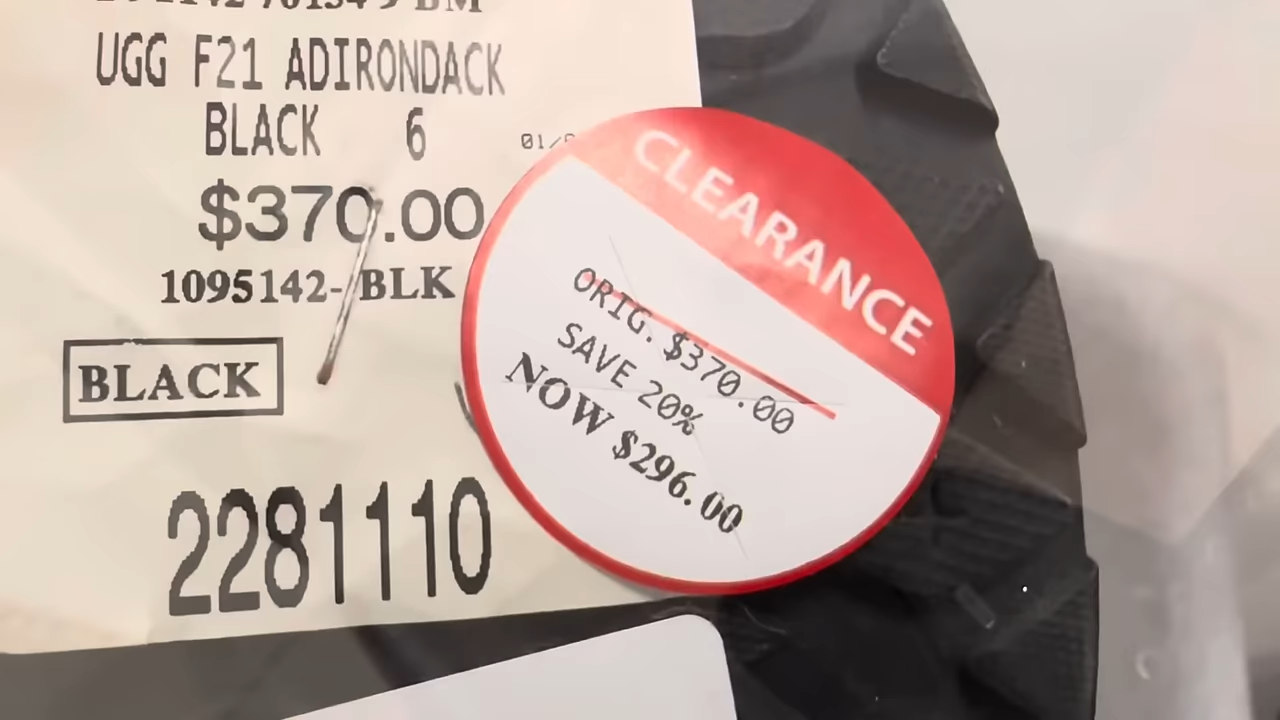 UGG F21 ADIRONDACK
BLACK 6
$370.00
1095142-BLK
BLACK
2281110
CLEARANCE
ORIG. $370.00
SAVE 20%
NOW $296.00